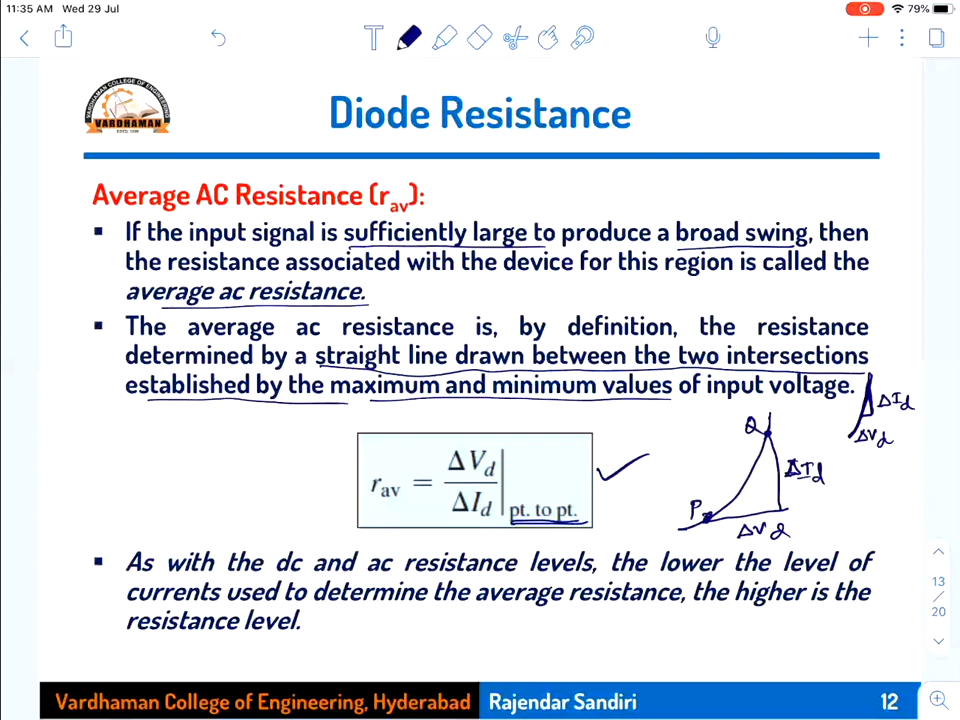 11:35 AM Wed 29 Jul
79%
T
VARDHAMAN COLLEGE OF ENGINEERING
VARDHAMAN
ESTD. 1999
Diode Resistance
Average AC Resistance (rav):
▪ If the input signal is sufficiently large to produce a broad swing, then
the resistance associated with the device for this region is called the
average ac resistance.
▪ The average ac resistance is, by definition, the resistance
determined by a straight line drawn between the two intersections
established by the maximum and minimum values of input voltage.
ΔId
ΔVd
Q
ΔId
P
ΔVd
rav = ΔVd / ΔId | pt. to pt.
▪ As with the dc and ac resistance levels, the lower the level of
currents used to determine the average resistance, the higher is the
resistance level.
13
/
20
Vardhaman College of Engineering, Hyderabad
Rajendar Sandiri
12